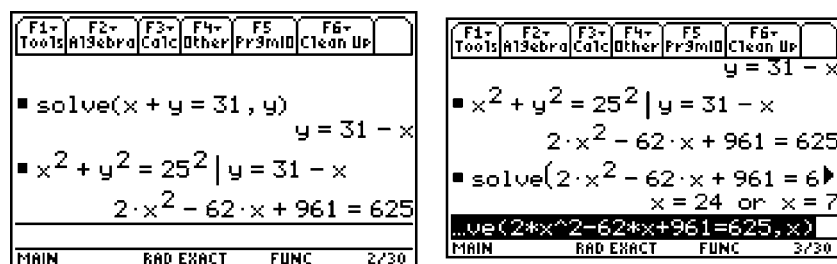 F1▾ F2▾ F3▾ F4▾ F5 F6▾
Tools Algebra Calc Other PrgmIO Clean Up
▪ solve(x + y = 31, y)
y = 31 − x
▪ x² + y² = 25² | y = 31 − x
2·x² − 62·x + 961 = 625
MAIN RAD EXACT FUNC 2/30
F1▾ F2▾ F3▾ F4▾ F5 F6▾
Tools Algebra Calc Other PrgmIO Clean Up
y = 31 − x
▪ x² + y² = 25² | y = 31 − x
2·x² − 62·x + 961 = 625
▪ solve(2·x² − 62·x + 961 = 6▶
x = 24 or x = 7
…ve(2*x^2-62*x+961=625,x)
MAIN RAD EXACT FUNC 3/30